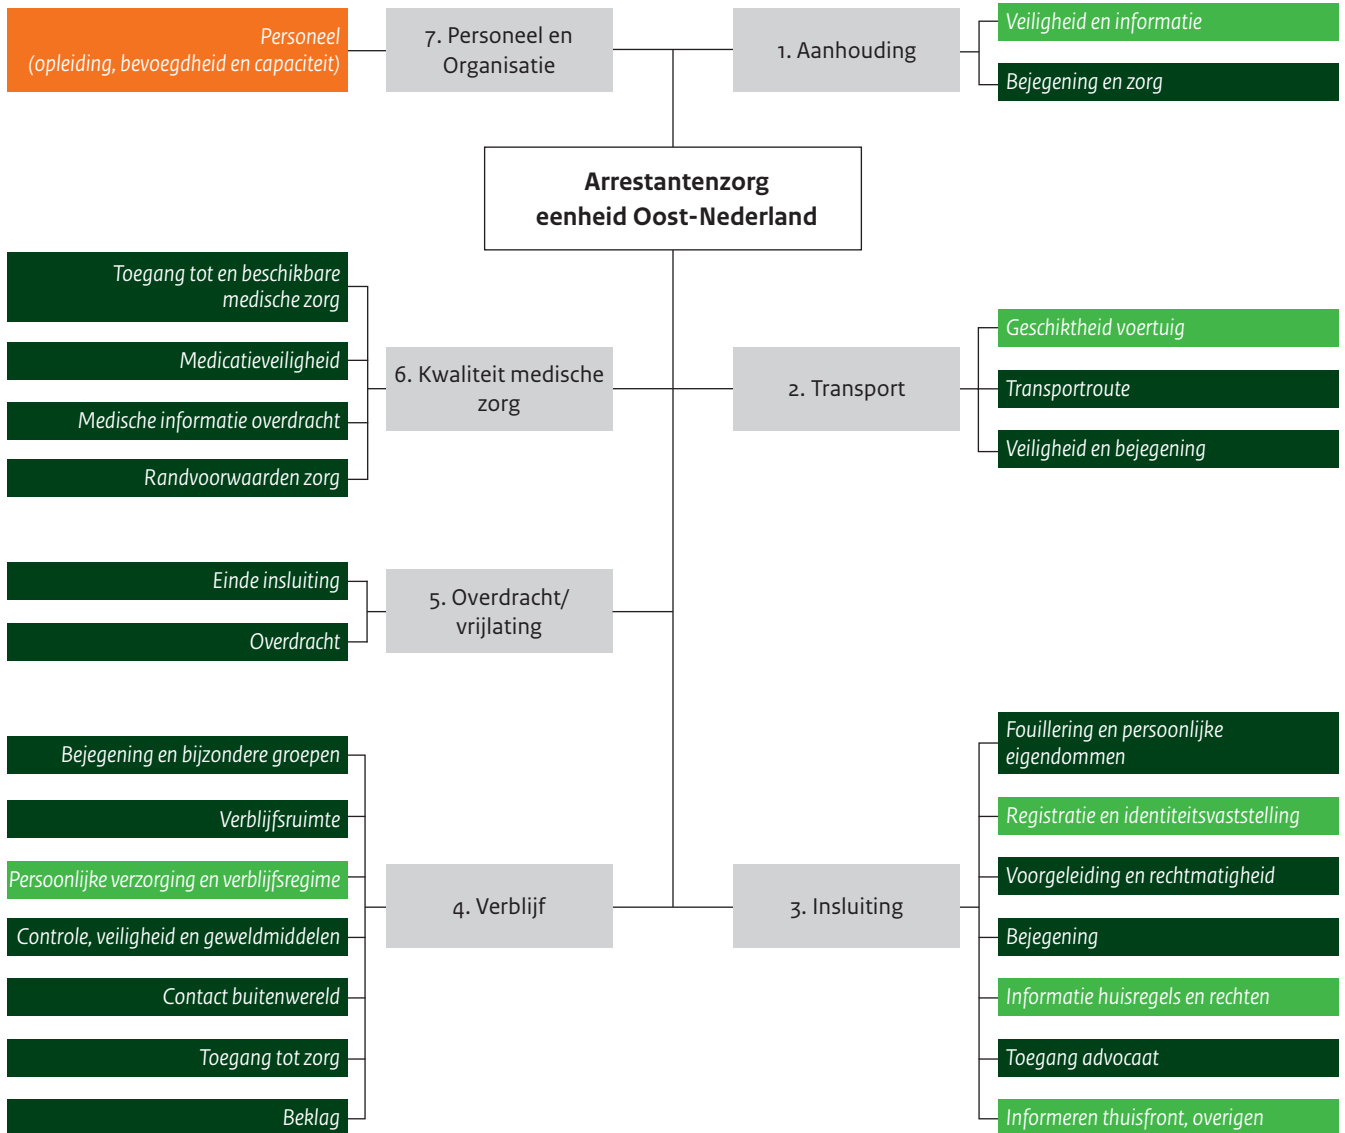 Personeel
(opleiding, bevoegdheid en capaciteit)
7. Personeel en
Organisatie
1. Aanhouding
Veiligheid en informatie
Bejegening en zorg
Arrestantenzorg
eenheid Oost-Nederland
Toegang tot en beschikbare
medische zorg
Medicatieveiligheid
Medische informatie overdracht
Randvoorwaarden zorg
6. Kwaliteit medische
zorg
2. Transport
Geschiktheid voertuig
Transportroute
Veiligheid en bejegening
Einde insluiting
Overdracht
5. Overdracht/
vrijlating
Bejegening en bijzondere groepen
Verblijfsruimte
Persoonlijke verzorging en verblijfsregime
Controle, veiligheid en geweldmiddelen
Contact buitenwereld
Toegang tot zorg
Beklag
4. Verblijf
3. Insluiting
Fouillering en persoonlijke
eigendommen
Registratie en identiteitsvaststelling
Voorgeleiding en rechtmatigheid
Bejegening
Informatie huisregels en rechten
Toegang advocaat
Informeren thuisfront, overigen